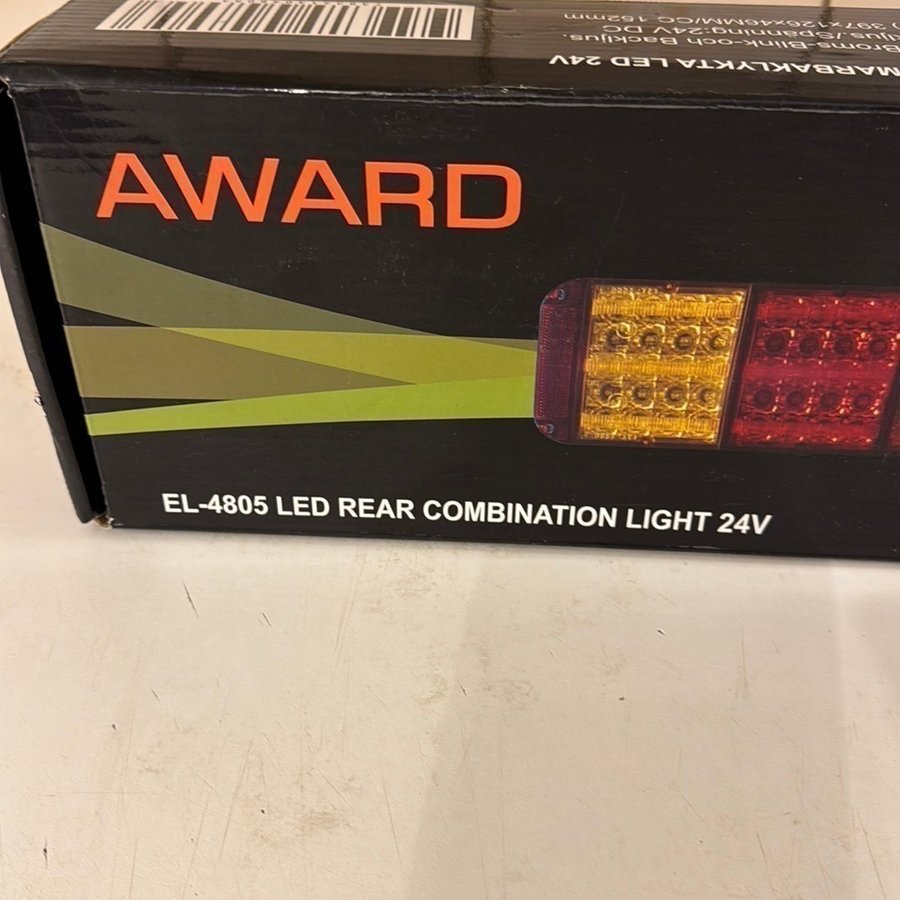 MARBAKLYKTA LED 24V
Broms-Blink-och Backljus.
ljus./Spänning:24V DC
397x126x46MM/CC 152mm
AWARD
EL-4805 LED REAR COMBINATION LIGHT 24V